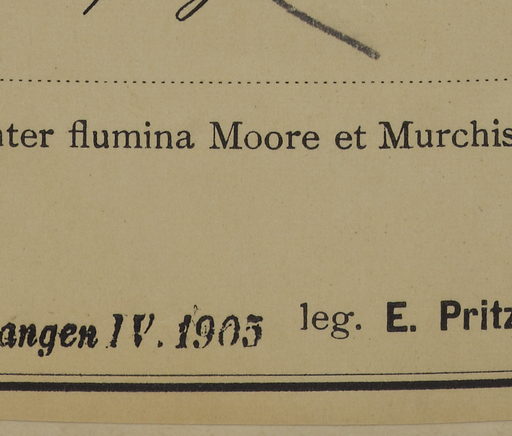 nter flumina Moore et Murchis
angen IV. 1905 leg. E. Pritz